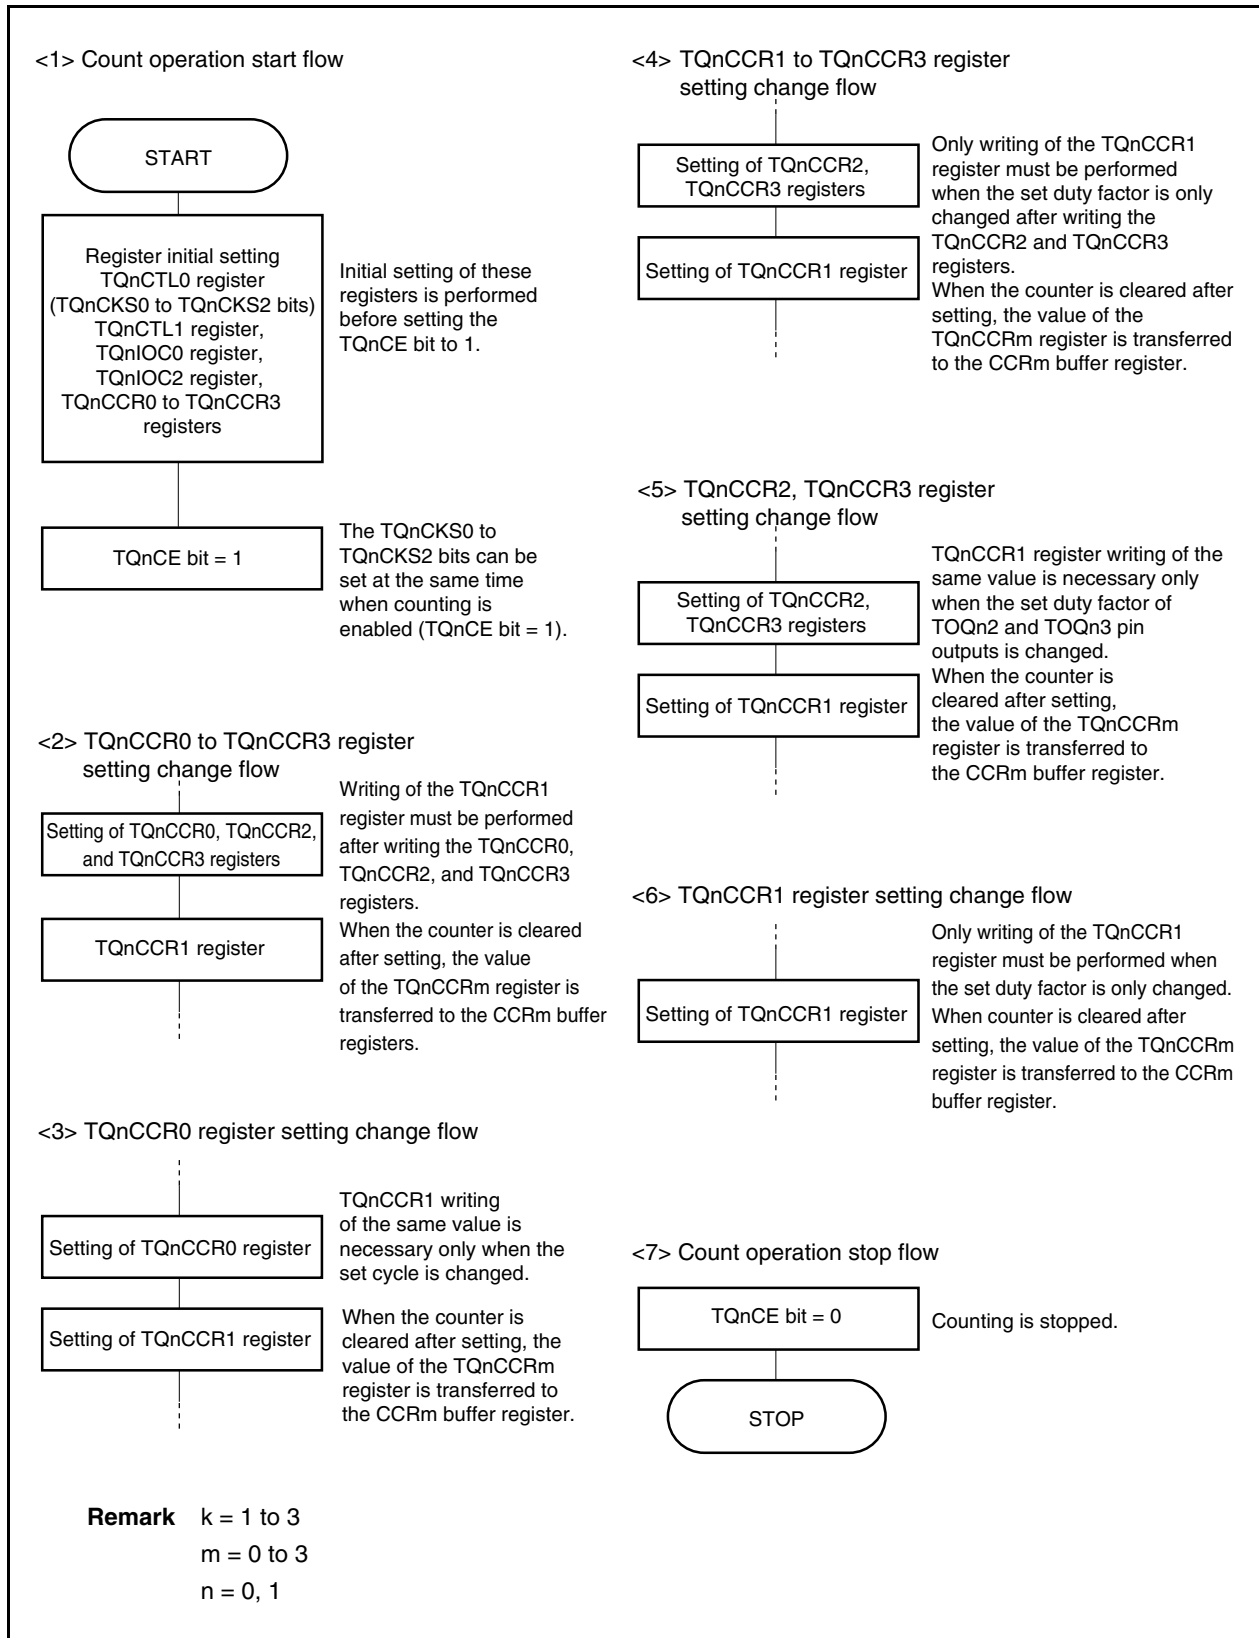 <1> Count operation start flow
START
Register initial setting
TQnCTL0 register
(TQnCKS0 to TQnCKS2 bits)
TQnCTL1 register,
TQnIOC0 register,
TQnIOC2 register,
TQnCCR0 to TQnCCR3
registers
Initial setting of these
registers is performed
before setting the
TQnCE bit to 1.
TQnCE bit = 1
The TQnCKS0 to
TQnCKS2 bits can be
set at the same time
when counting is
enabled (TQnCE bit = 1).
<2> TQnCCR0 to TQnCCR3 register
setting change flow
Setting of TQnCCR0, TQnCCR2,
and TQnCCR3 registers
TQnCCR1 register
Writing of the TQnCCR1
register must be performed
after writing the TQnCCR0,
TQnCCR2, and TQnCCR3
registers.
When the counter is cleared
after setting, the value
of the TQnCCRm register is
transferred to the CCRm buffer
registers.
<3> TQnCCR0 register setting change flow
Setting of TQnCCR0 register
TQnCCR1 writing
of the same value is
necessary only when the
set cycle is changed.
Setting of TQnCCR1 register
When the counter is
cleared after setting, the
value of the TQnCCRm
register is transferred to
the CCRm buffer register.
<4> TQnCCR1 to TQnCCR3 register
setting change flow
Setting of TQnCCR2,
TQnCCR3 registers
Setting of TQnCCR1 register
Only writing of the TQnCCR1
register must be performed
when the set duty factor is only
changed after writing the
TQnCCR2 and TQnCCR3
registers.
When the counter is cleared after
setting, the value of the
TQnCCRm register is transferred
to the CCRm buffer register.
<5> TQnCCR2, TQnCCR3 register
setting change flow
Setting of TQnCCR2,
TQnCCR3 registers
Setting of TQnCCR1 register
TQnCCR1 register writing of the
same value is necessary only
when the set duty factor of
TOQn2 and TOQn3 pin
outputs is changed.
When the counter is
cleared after setting,
the value of the TQnCCRm
register is transferred to
the CCRm buffer register.
<6> TQnCCR1 register setting change flow
Setting of TQnCCR1 register
Only writing of the TQnCCR1
register must be performed when
the set duty factor is only changed.
When counter is cleared after
setting, the value of the TQnCCRm
register is transferred to the CCRm
buffer register.
<7> Count operation stop flow
TQnCE bit = 0
Counting is stopped.
STOP
Remark k = 1 to 3
m = 0 to 3
n = 0, 1